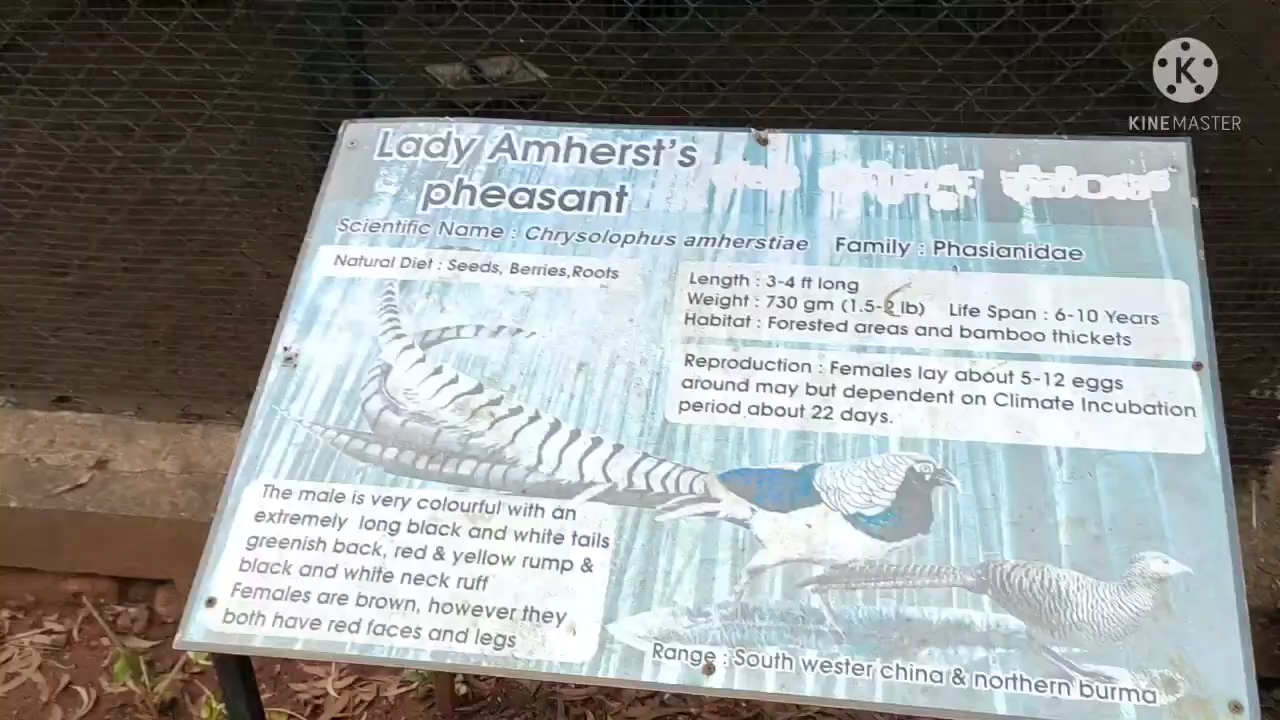 KINEMASTER
Lady Amherst's
pheasant
Scientific Name : Chrysolophus amherstiae Family : Phasianidae
Natural Diet : Seeds, Berries,Roots
Length : 3-4 ft long
Weight : 730 gm (1.5-2 lb) Life Span : 6-10 Years
Habitat : Forested areas and bamboo thickets
Reproduction : Females lay about 5-12 eggs
around may but dependent on Climate Incubation
period about 22 days.
The male is very colourful with an
extremely long black and white tails
greenish back, red & yellow rump &
black and white neck ruff
Females are brown, however they
both have red faces and legs
Range : South wester china & northern burma